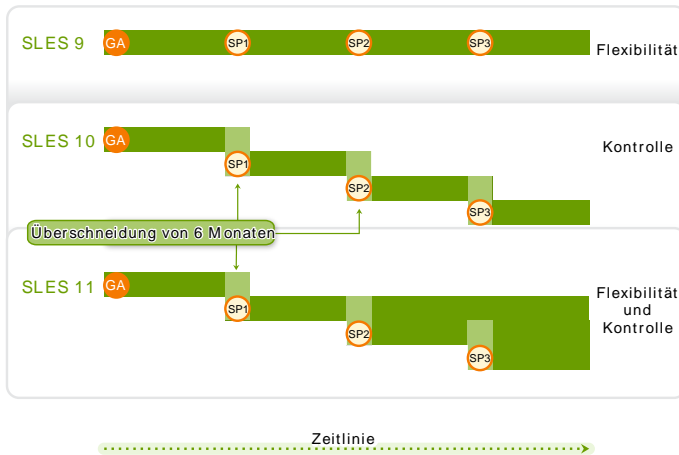 SLES 9
GA
SP1
SP2
SP3
Flexibilität
SLES 10
GA
SP1
SP2
SP3
Kontrolle
Überschneidung von 6 Monaten
SLES 11
GA
SP1
SP2
SP3
Flexibilität
und
Kontrolle
Zeitlinie